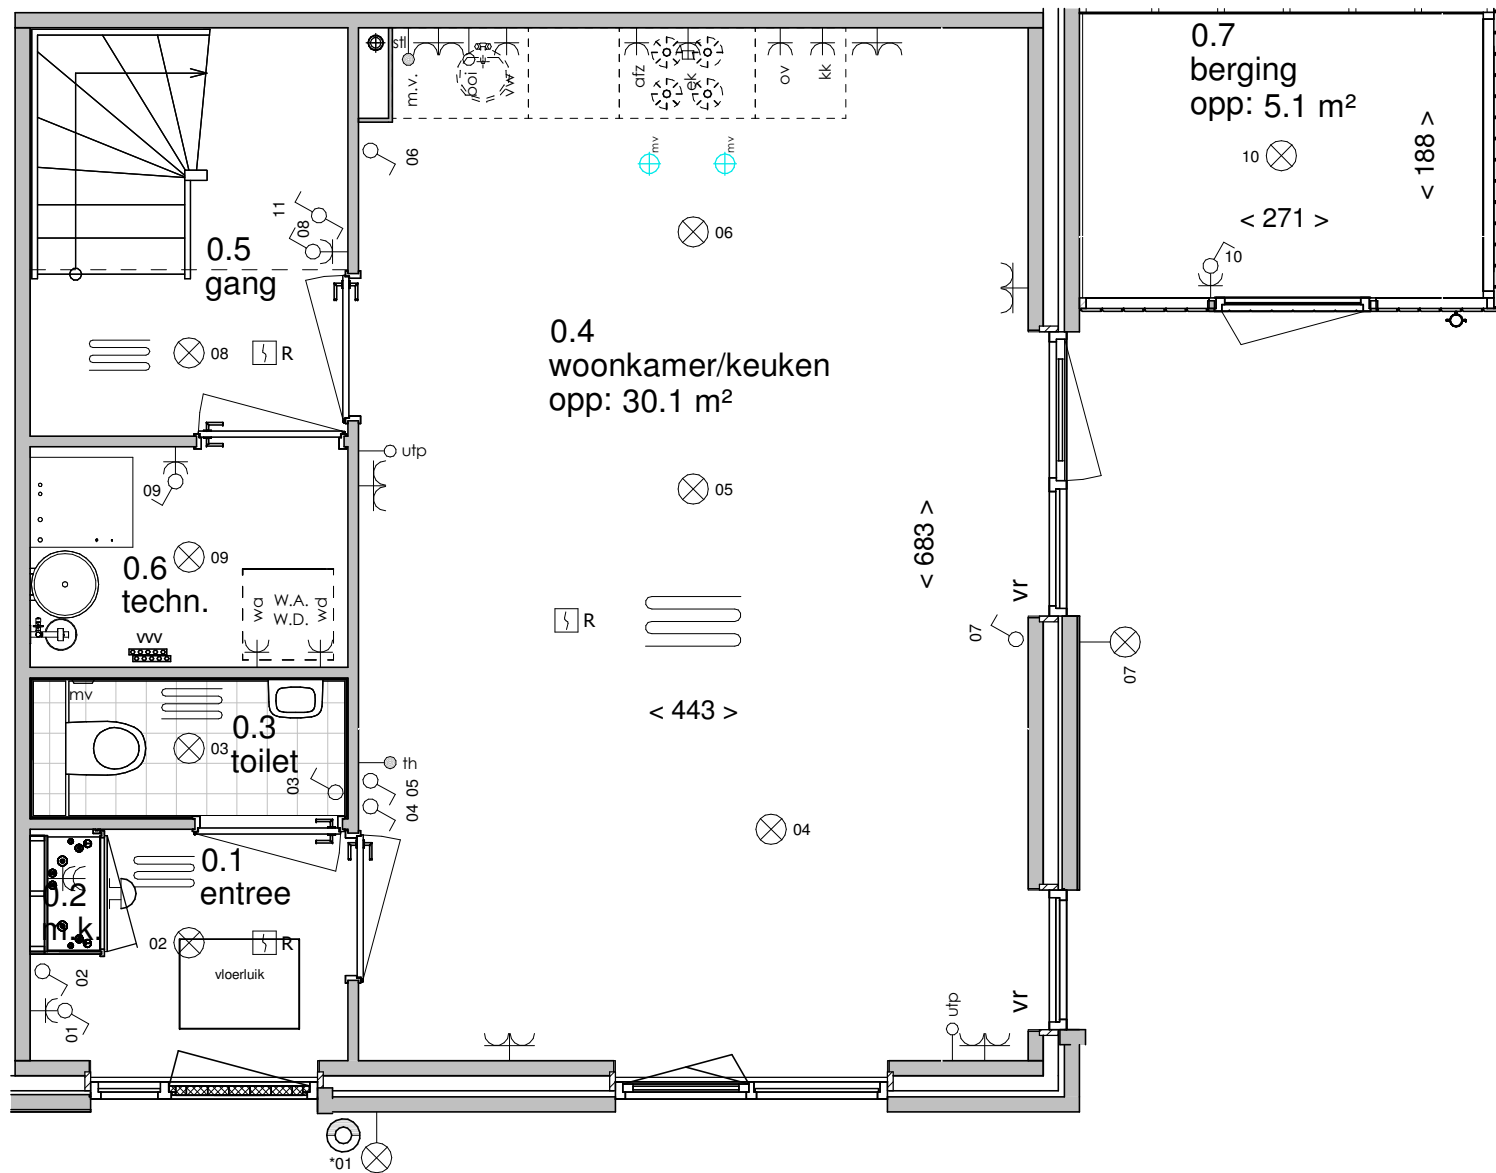 stl
m.v.
boi
vw
afz
ek
ov
kk
0.7
berging
opp: 5.1 m²
10
< 188 >
< 271 >
10
06
mv
mv
06
11
08
0.5
gang
08
R
0.4
woonkamer/keuken
opp: 30.1 m²
utp
09
05
09
0.6
techn.
wa
W.A.
W.D.
wd
vvv
< 683 >
vr
R
07
07
< 443 >
mv
0.3
toilet
03
03
th
05
04
04
0.1
entree
0.2
m.k.
02
R
vloerluik
02
01
utp
vr
*01